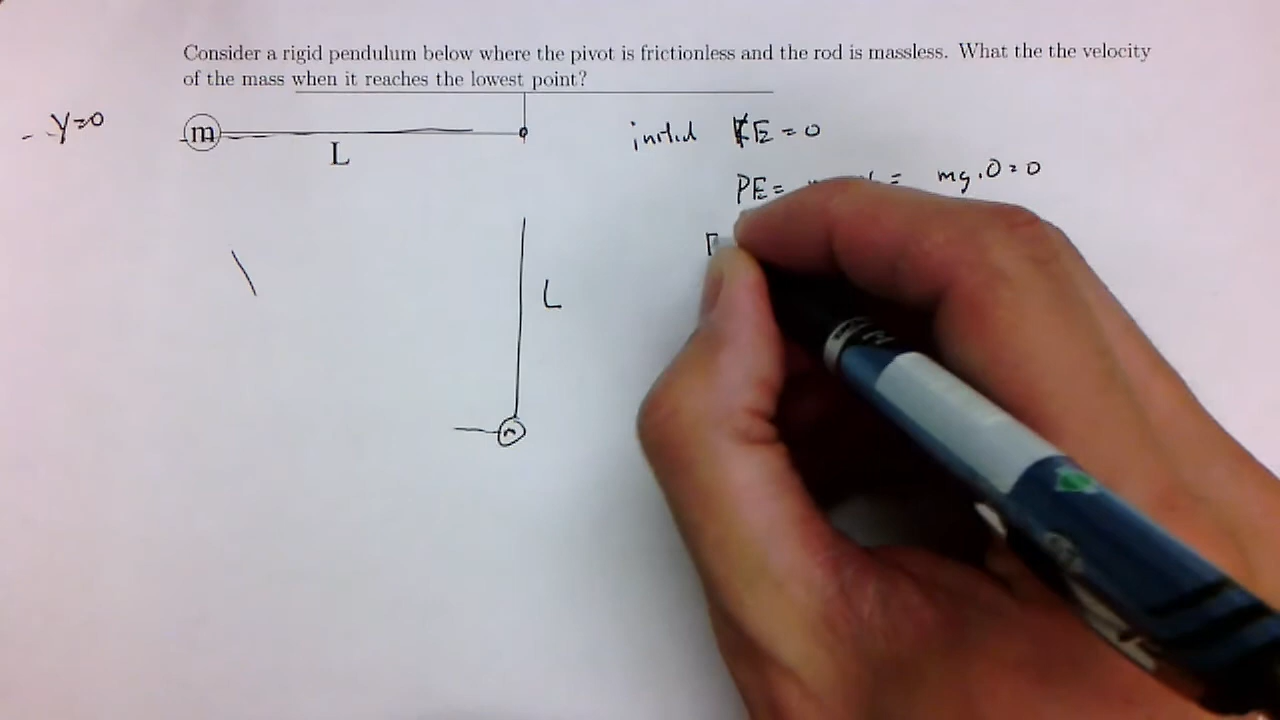 Consider a rigid pendulum below where the pivot is frictionless and the rod is massless. What the the velocity
of the mass when it reaches the lowest point?
y=0
m
L
KE = 0
PE =
= mg.0=0
L
m